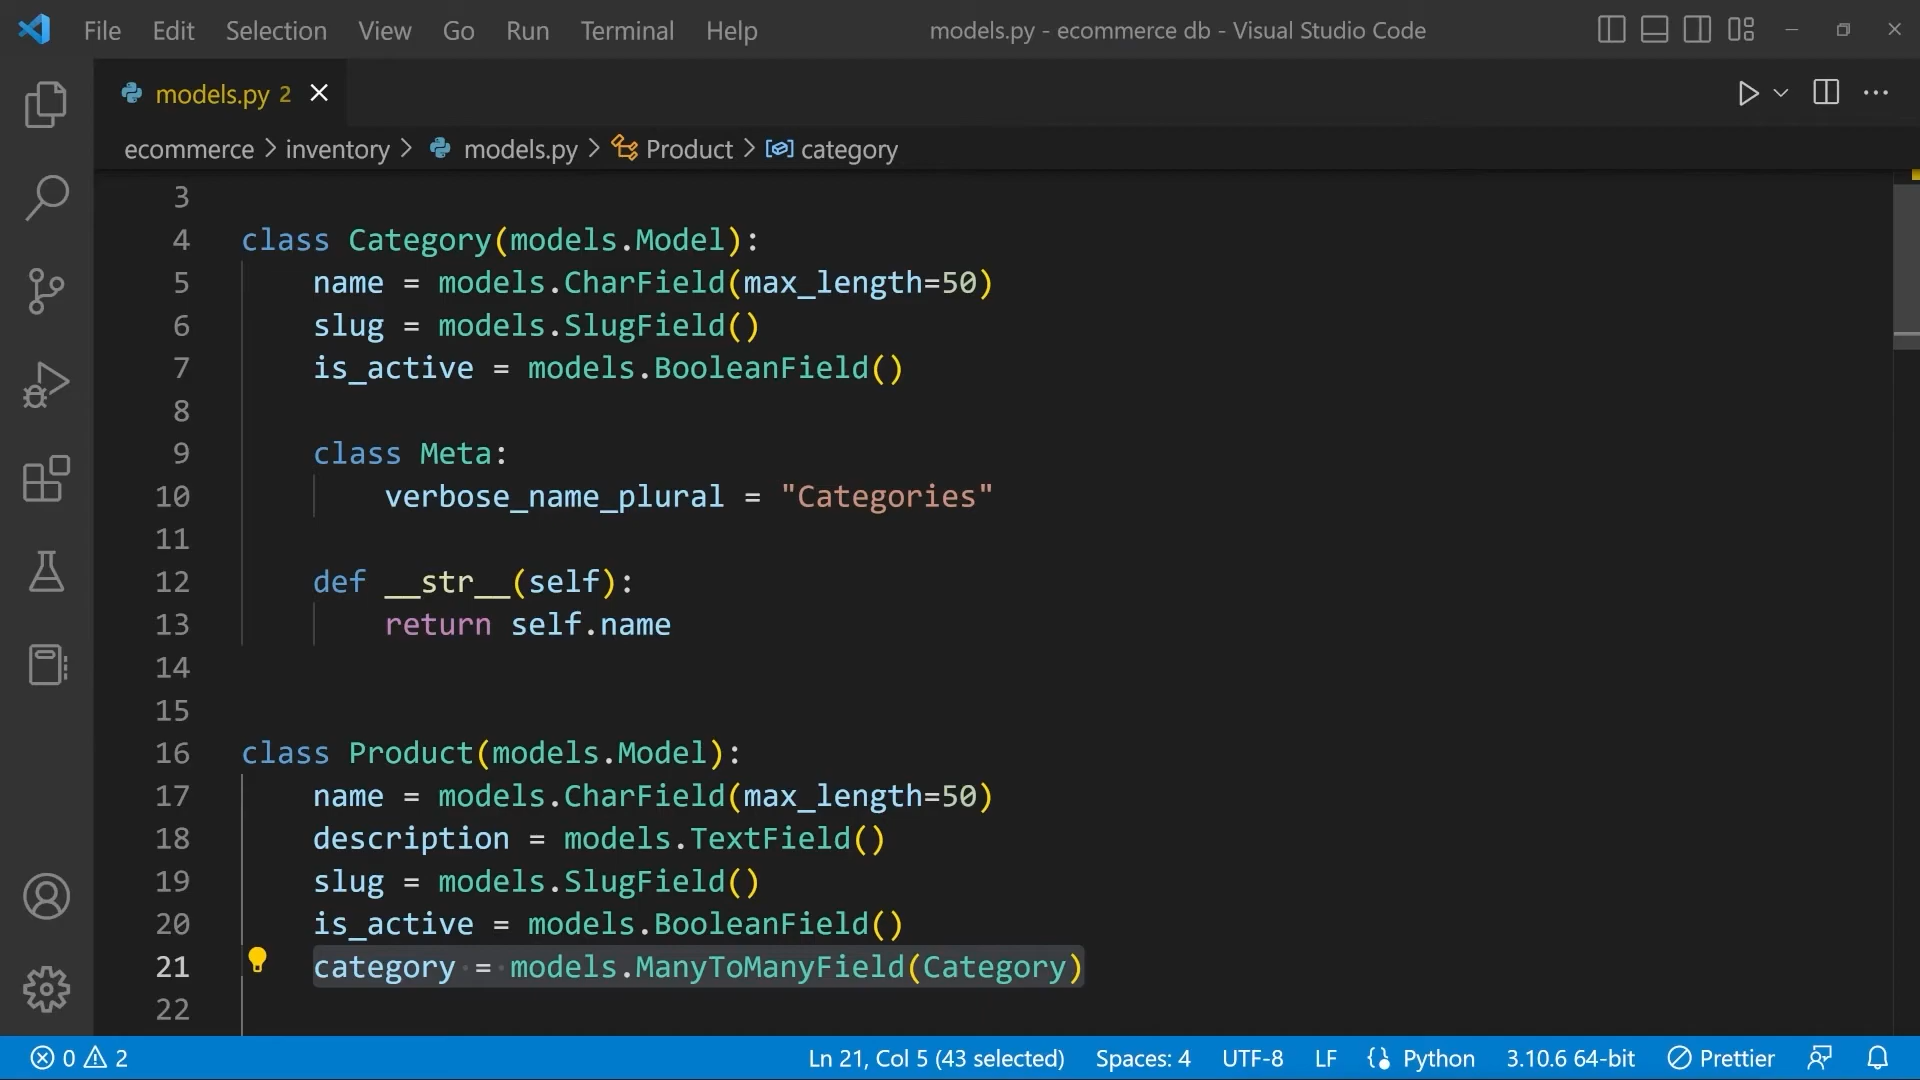 File Edit Selection View Go Run Terminal Help models.py - ecommerce db - Visual Studio Code
models.py 2
ecommerce > inventory > models.py > Product > category
3
4 class Category(models.Model):
5 name = models.CharField(max_length=50)
6 slug = models.SlugField()
7 is_active = models.BooleanField()
8
9 class Meta:
10 verbose_name_plural = "Categories"
11
12 def __str__(self):
13 return self.name
14
15
16 class Product(models.Model):
17 name = models.CharField(max_length=50)
18 description = models.TextField()
19 slug = models.SlugField()
20 is_active = models.BooleanField()
21 category = models.ManyToManyField(Category)
22
0 2 Ln 21, Col 5 (43 selected) Spaces: 4 UTF-8 LF Python 3.10.6 64-bit Prettier